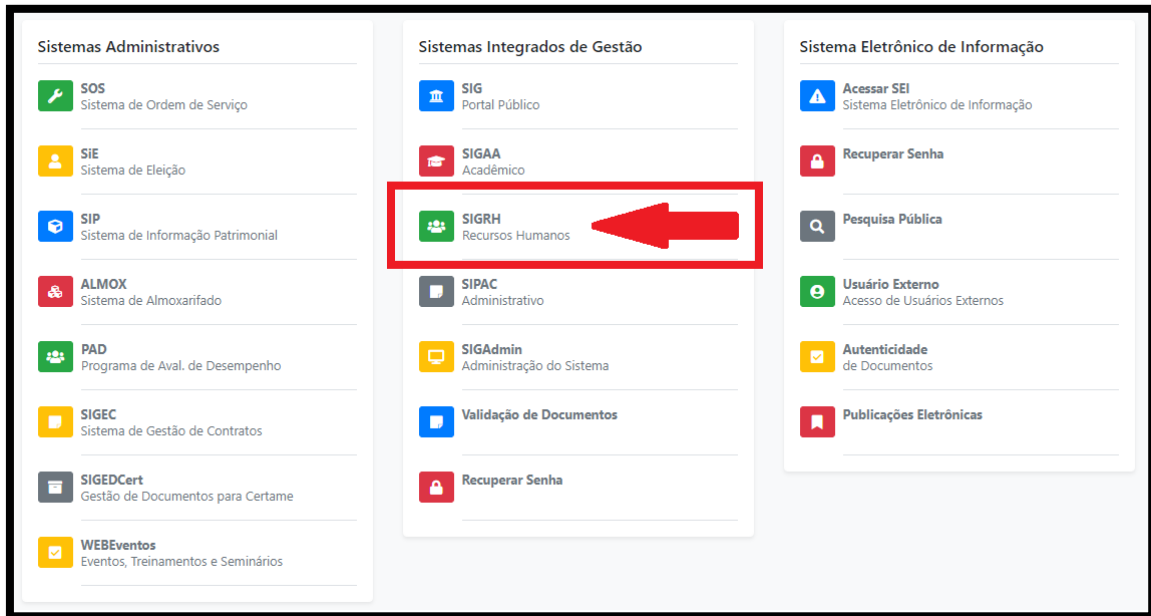 Sistemas Administrativos
SOS
Sistema de Ordem de Serviço
SiE
Sistema de Eleição
SIP
Sistema de Informação Patrimonial
ALMOX
Sistema de Almoxarifado
PAD
Programa de Aval. de Desempenho
SIGEC
Sistema de Gestão de Contratos
SIGEDCert
Gestão de Documentos para Certame
WEBEventos
Eventos, Treinamentos e Seminários
Sistemas Integrados de Gestão
SIG
Portal Público
SIGAA
Acadêmico
SIGRH
Recursos Humanos
SIPAC
Administrativo
SIGAdmin
Administração do Sistema
Validação de Documentos
Recuperar Senha
Sistema Eletrônico de Informação
Acessar SEI
Sistema Eletrônico de Informação
Recuperar Senha
Pesquisa Pública
Usuário Externo
Acesso de Usuários Externos
Autenticidade
de Documentos
Publicações Eletrônicas